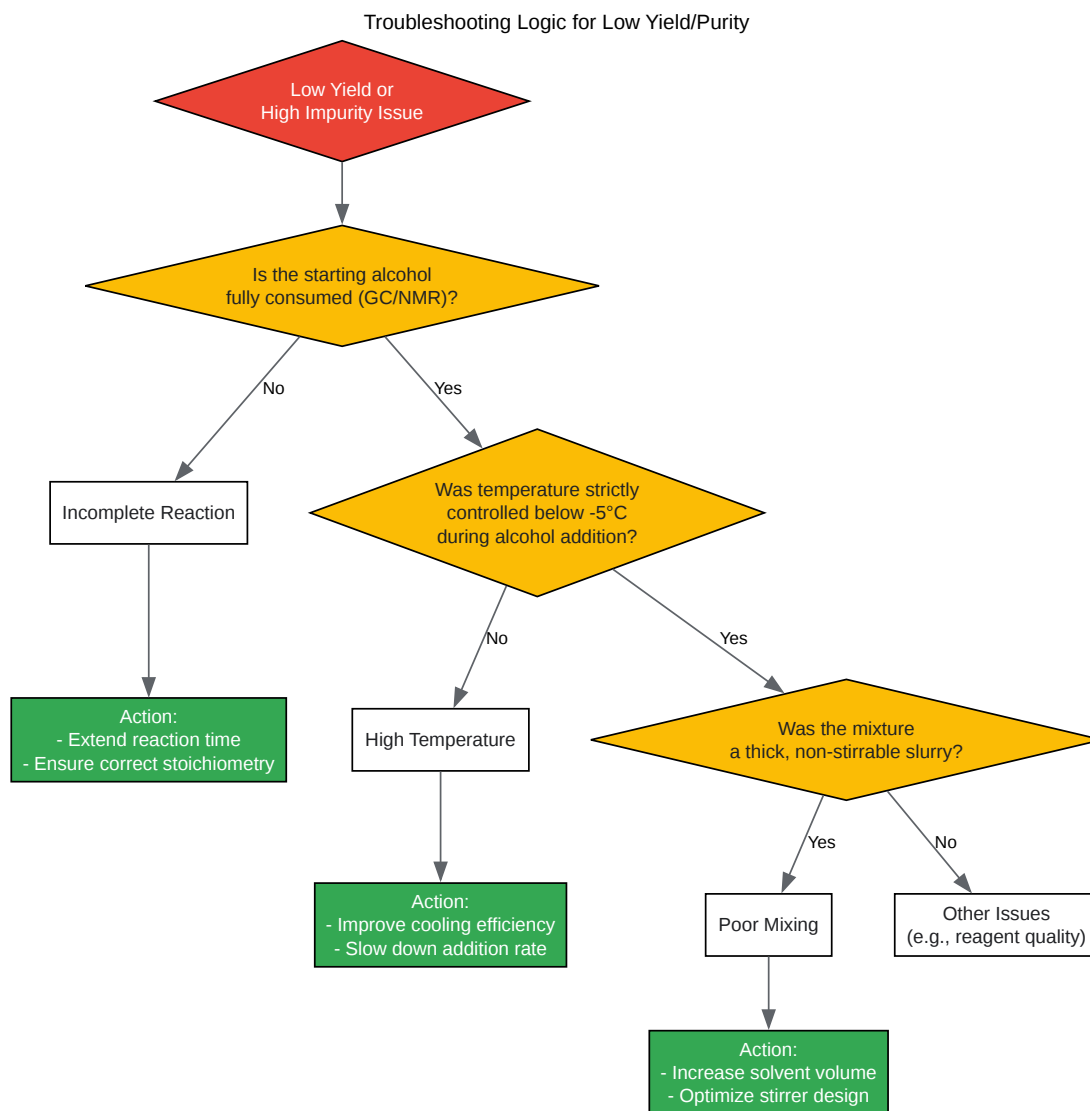 Troubleshooting Logic for Low Yield/Purity
Low Yield or
High Impurity Issue
Is the starting alcohol
fully consumed (GC/NMR)?
No
Yes
Incomplete Reaction
Was temperature strictly
controlled below -5°C
during alcohol addition?
No
Yes
Action:
- Extend reaction time
- Ensure correct stoichiometry
High Temperature
Was the mixture
a thick, non-stirrable slurry?
Yes
No
Action:
- Improve cooling efficiency
- Slow down addition rate
Poor Mixing
Other Issues
(e.g., reagent quality)
Action:
- Increase solvent volume
- Optimize stirrer design